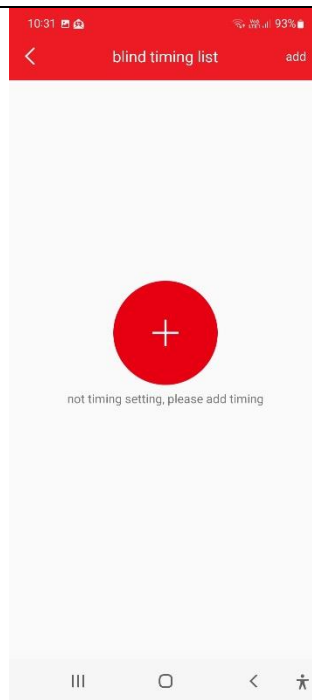 10:31 93%
blind timing list add
not timing setting, please add timing